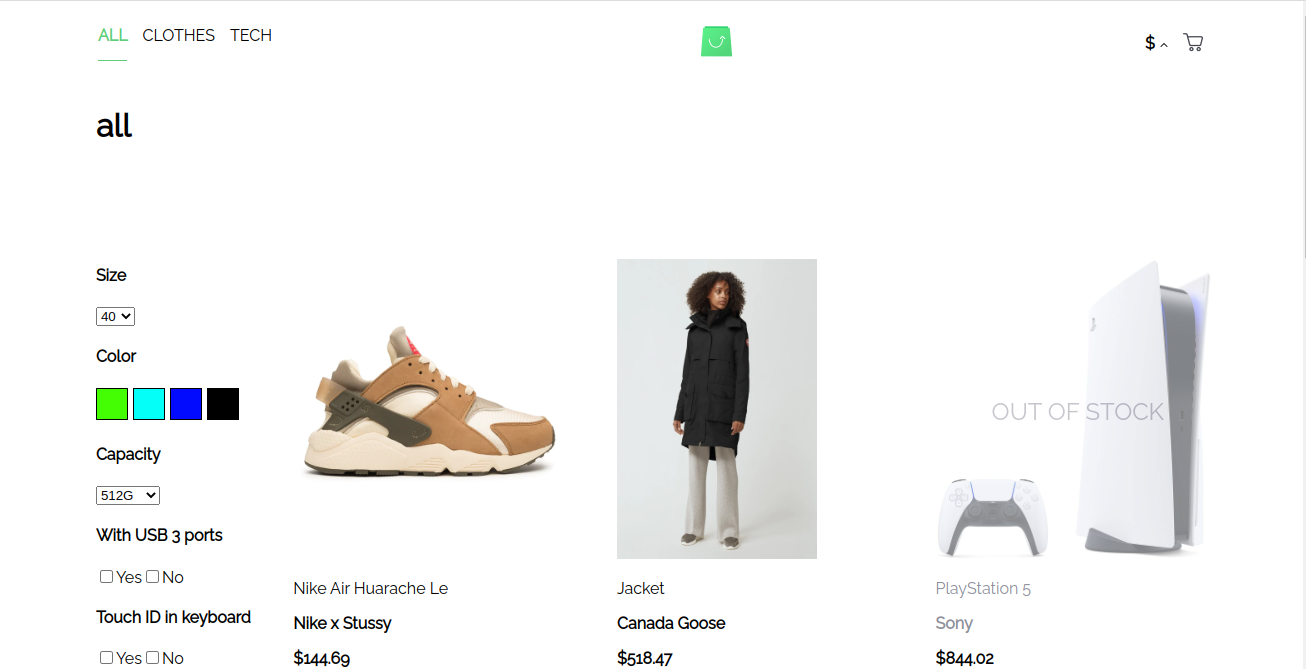 ALL CLOTHES TECH
$
all
Size
40
Color
Capacity
512G
With USB 3 ports
Yes No
Touch ID in keyboard
Yes No
Nike Air Huarache Le
Nike x Stussy
$144.69
Jacket
Canada Goose
$518.47
OUT OF STOCK
PlayStation 5
Sony
$844.02